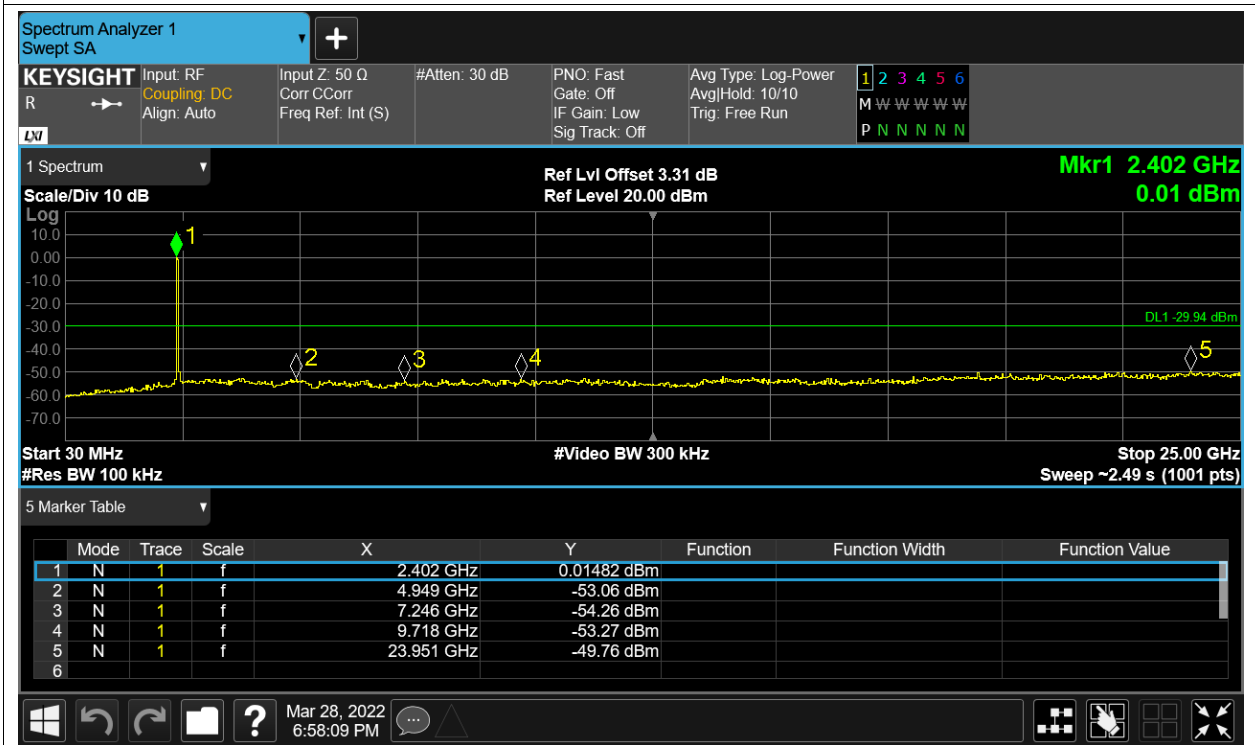 Spectrum Analyzer 1
Swept SA
+
KEYSIGHT
R
LXI
Input: RF
Coupling: DC
Align: Auto
Input Z: 50 Ω
Corr CCorr
Freq Ref: Int (S)
#Atten: 30 dB
PNO: Fast
Gate: Off
IF Gain: Low
Sig Track: Off
Avg Type: Log-Power
Avg|Hold: 10/10
Trig: Free Run
1 2 3 4 5 6
M W W W W W
P N N N N N
1 Spectrum
Scale/Div 10 dB
Ref Lvl Offset 3.31 dB
Ref Level 20.00 dBm
Mkr1 2.402 GHz
0.01 dBm
Log
10.0
0.00
-10.0
-20.0
-30.0
-40.0
-50.0
-60.0
-70.0
1
2
3
4
5
DL1 -29.94 dBm
Start 30 MHz
#Video BW 300 kHz
Stop 25.00 GHz
#Res BW 100 kHz
Sweep ~2.49 s (1001 pts)
5 Marker Table
Mode Trace Scale X Y Function Function Width Function Value
1 N 1 f 2.402 GHz 0.01482 dBm
2 N 1 f 4.949 GHz -53.06 dBm
3 N 1 f 7.246 GHz -54.26 dBm
4 N 1 f 9.718 GHz -53.27 dBm
5 N 1 f 23.951 GHz -49.76 dBm
6
?
Mar 28, 2022
6:58:09 PM